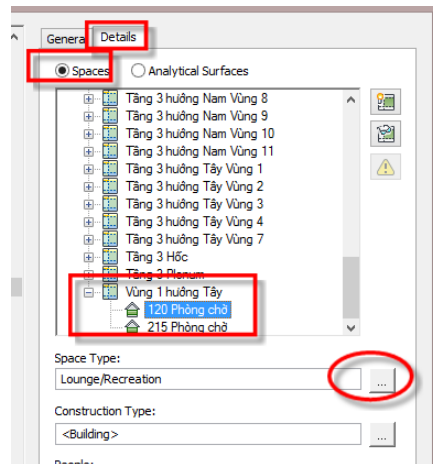 General Details
Spaces Analytical Surfaces
Tầng 3 hướng Nam Vùng 8
Tầng 3 hướng Nam Vùng 9
Tầng 3 hướng Nam Vùng 10
Tầng 3 hướng Nam Vùng 11
Tầng 3 hướng Tây Vùng 1
Tầng 3 hướng Tây Vùng 2
Tầng 3 hướng Tây Vùng 3
Tầng 3 hướng Tây Vùng 4
Tầng 3 hướng Tây Vùng 7
Tầng 3 Hốc
Tầng 3 Plenum
Vùng 1 hướng Tây
120 Phòng chờ
215 Phòng chờ
Space Type:
Lounge/Recreation
...
Construction Type:
<Building>
...
People: